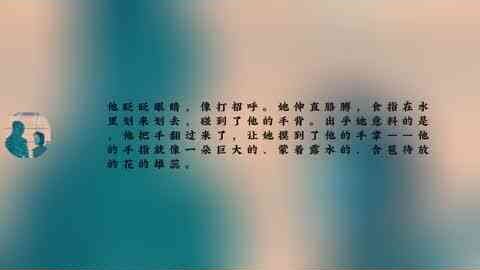 他眨眨眼睛，像打招呼。她伸直胳膊，食指在水
里划来划去，碰到了他的手背。出乎她意料的是
，他把手翻过来了，让她摸到了他的手掌——他
的手指就像一朵巨大的、蒙着露水的、含苞待放
的花的雄蕊。